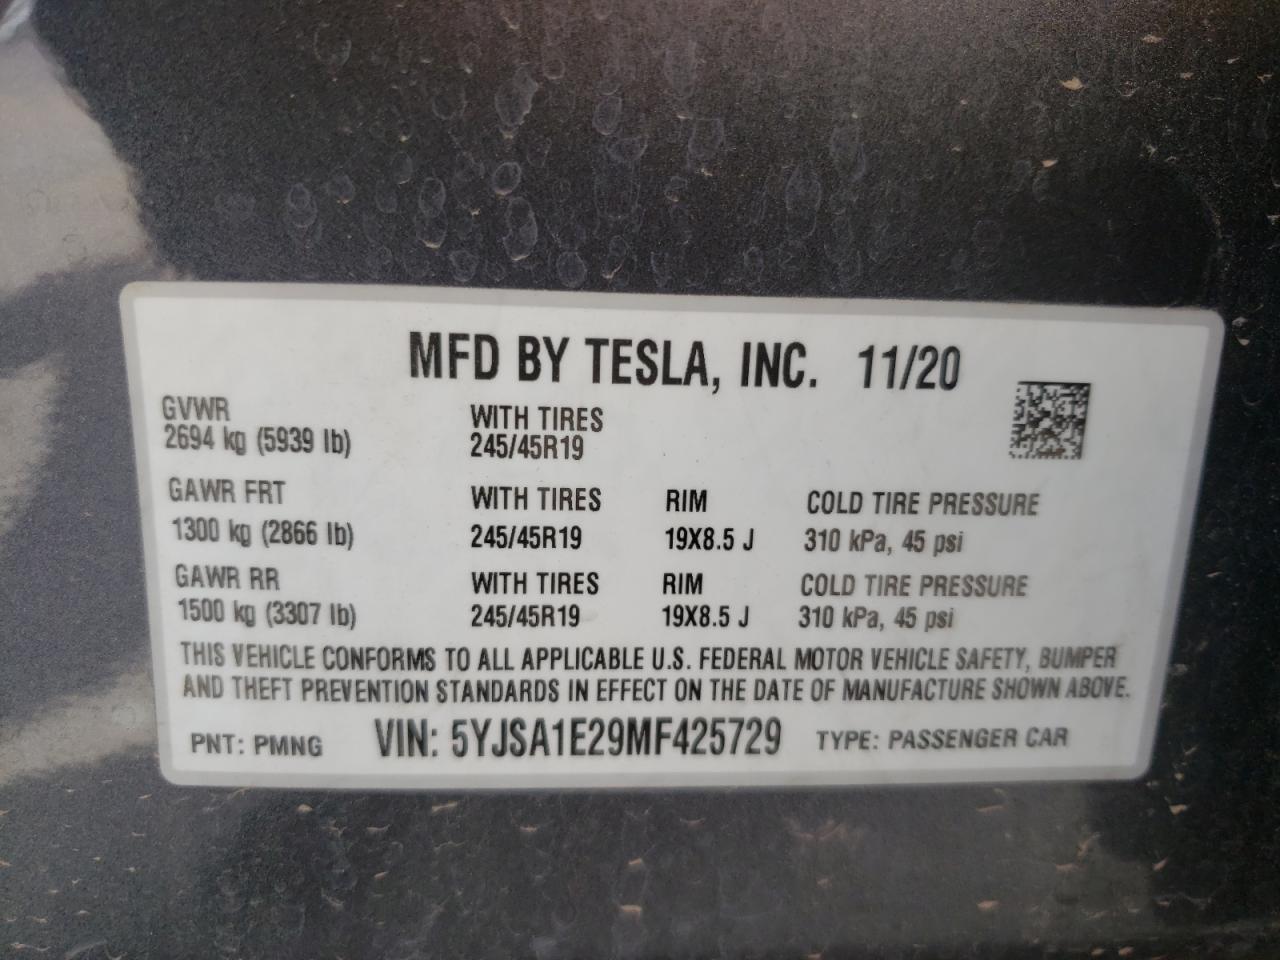 MFD BY TESLA, INC. 11/20
GVWR
2694 kg (5939 lb)
WITH TIRES
245/45R19
GAWR FRT WITH TIRES RIM COLD TIRE PRESSURE
1300 kg (2866 lb) 245/45R19 19X8.5 J 310 kPa, 45 psi
GAWR RR WITH TIRES RIM COLD TIRE PRESSURE
1500 kg (3307 lb) 245/45R19 19X8.5 J 310 kPa, 45 psi
THIS VEHICLE CONFORMS TO ALL APPLICABLE U.S. FEDERAL MOTOR VEHICLE SAFETY, BUMPER
AND THEFT PREVENTION STANDARDS IN EFFECT ON THE DATE OF MANUFACTURE SHOWN ABOVE.
PNT: PMNG VIN: 5YJSA1E29MF425729 TYPE: PASSENGER CAR